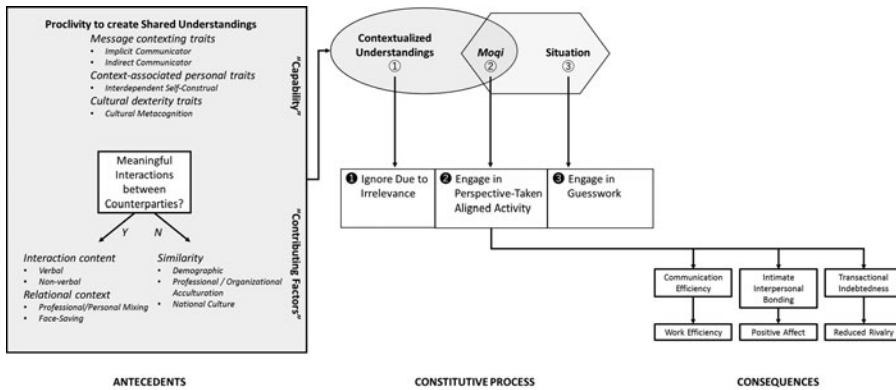 Proclivity to create Shared Understandings
Message contexting traits
• Implicit Communicator
• Indirect Communicator
Context-associated personal traits
• Interdependent Self-Construal
Cultural dexterity traits
• Cultural Metacognition
"Capability"
Meaningful
Interactions
between
Counterparties?
Y
N
Interaction content
• Verbal
• Non-verbal
Relational context
• Professional/Personal Mixing
• Face-Saving
Similarity
• Demographic
• Professional / Organizational
Acculturation
• National Culture
"Contributing Factors"
Contextualized
Understandings
①
Moqi
②
Situation
③
❶ Ignore Due to
Irrelevance
❷ Engage in
Perspective-Taken
Aligned Activity
❸ Engage in
Guesswork
Communication
Efficiency
Intimate
Interpersonal
Bonding
Transactional
Indebtedness
Work Efficiency
Positive Affect
Reduced Rivalry
ANTECEDENTS
CONSTITUTIVE PROCESS
CONSEQUENCES